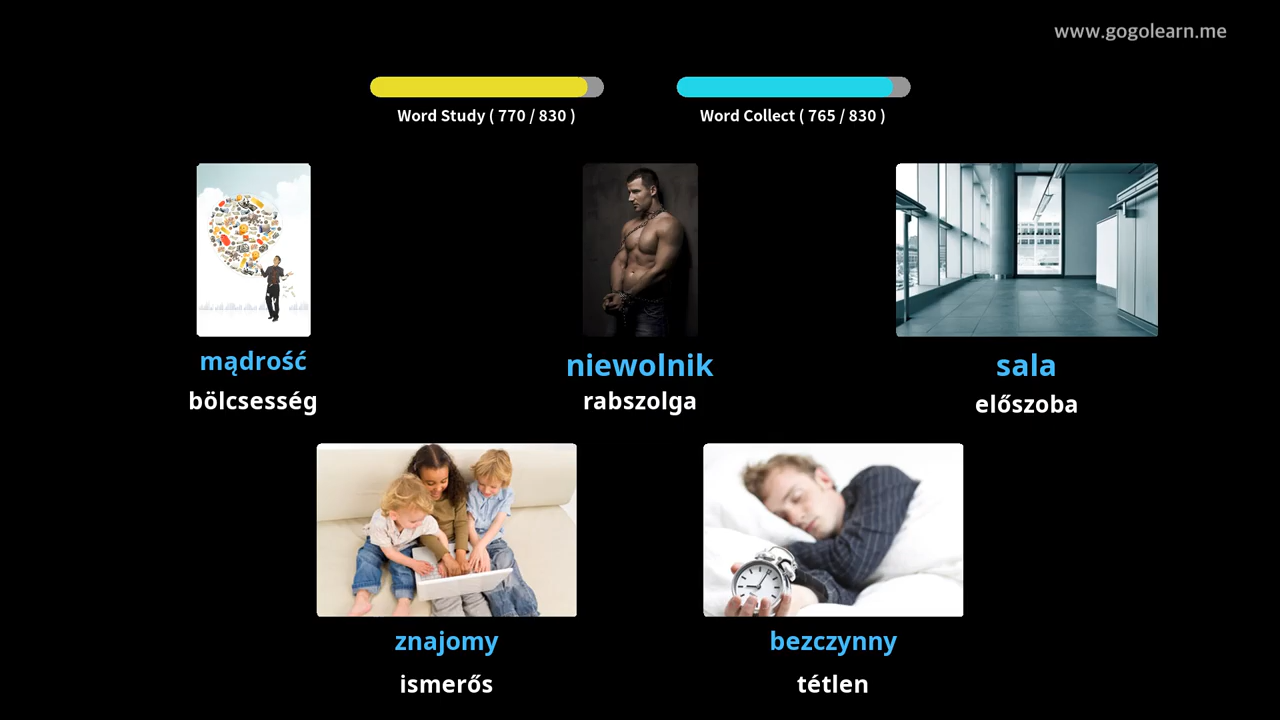 www.gogolearn.me
Word Study ( 770 / 830 )
Word Collect ( 765 / 830 )
mądrość
bölcsesség
niewolnik
rabszolga
sala
előszoba
znajomy
ismerős
bezczynny
tétlen